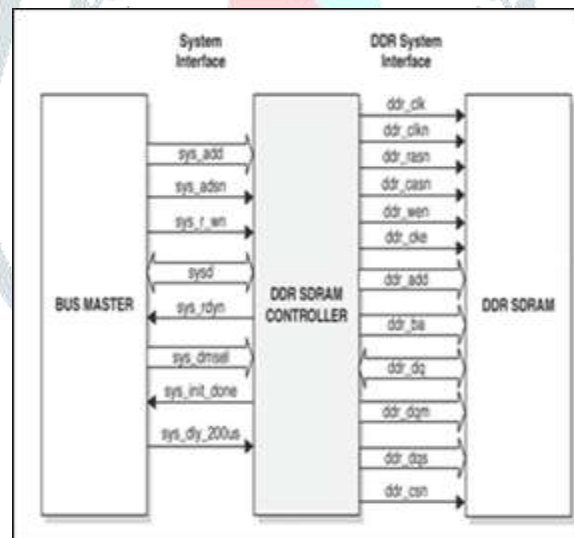 System
Interface
DDR System
Interface
BUS MASTER
sys_add
sys_adsn
sys_r_wn
sysd
sys_rdyn
sys_dmsel
sys_init_done
sys_dly_200us
DDR SDRAM
CONTROLLER
ddr_clk
ddr_clkn
ddr_rasn
ddr_casn
ddr_wen
ddr_cke
ddr_add
ddr_ba
ddr_dq
ddr_dqm
ddr_dqs
ddr_csn
DDR SDRAM